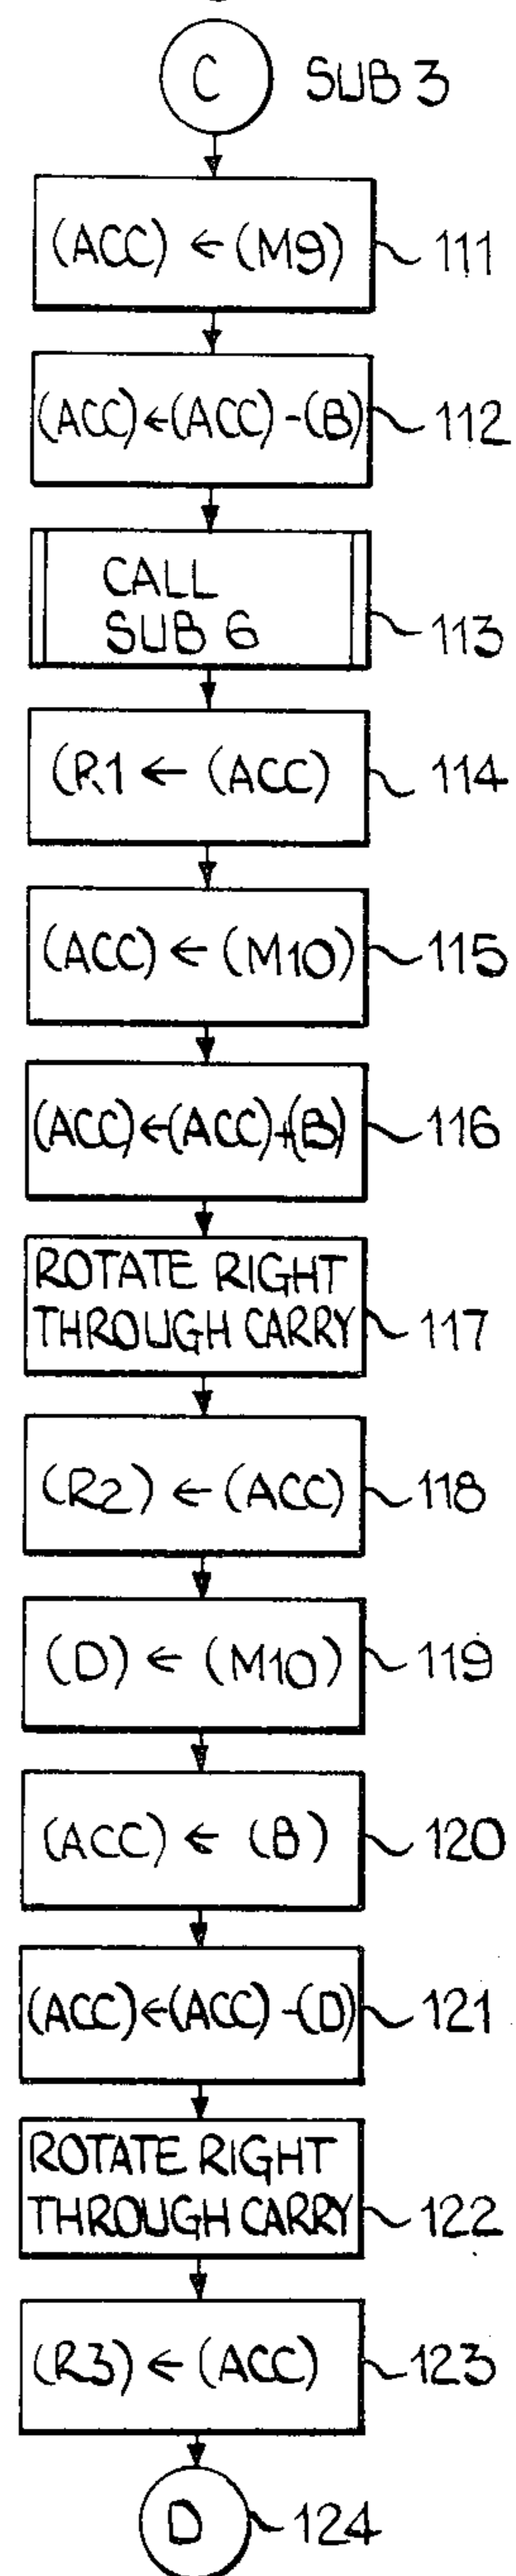 C SUB 3
(ACC) ← (M9) 111
(ACC)←(ACC)-(B) 112
CALL
SUB 6 113
(R1 ← (ACC) 114
(ACC) ← (M10) 115
(ACC)←(ACC)+(B) 116
ROTATE RIGHT
THROUGH CARRY 117
(R2) ← (ACC) 118
(D) ← (M10) 119
(ACC) ← (B) 120
(ACC)←(ACC)-(D) 121
ROTATE RIGHT
THROUGH CARRY 122
(R3) ← (ACC) 123
D 124